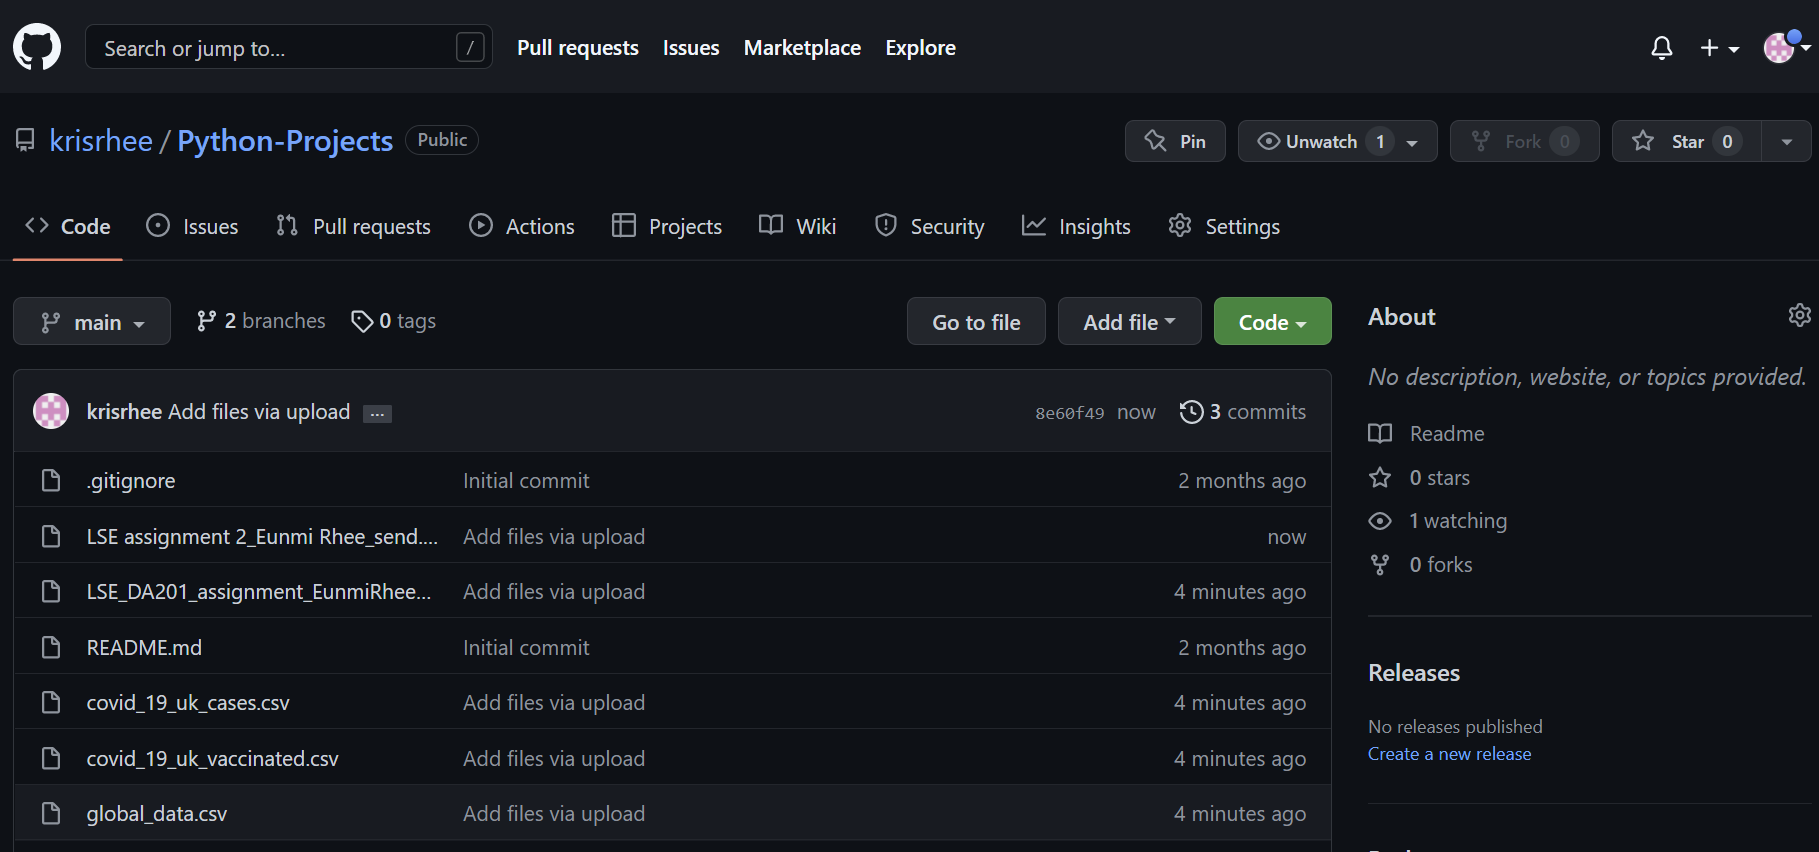 Search or jump to... / Pull requests Issues Marketplace Explore
krisrhee / Python-Projects Public Pin Unwatch 1 Fork 0 Star 0
Code Issues Pull requests Actions Projects Wiki Security Insights Settings
main 2 branches 0 tags Go to file Add file Code
krisrhee Add files via upload ... 8e60f49 now 3 commits
.gitignore Initial commit 2 months ago
LSE assignment 2_Eunmi Rhee_send.... Add files via upload now
LSE_DA201_assignment_EunmiRhee... Add files via upload 4 minutes ago
README.md Initial commit 2 months ago
covid_19_uk_cases.csv Add files via upload 4 minutes ago
covid_19_uk_vaccinated.csv Add files via upload 4 minutes ago
global_data.csv Add files via upload 4 minutes ago
About
No description, website, or topics provided.
Readme
0 stars
1 watching
0 forks
Releases
No releases published
Create a new release